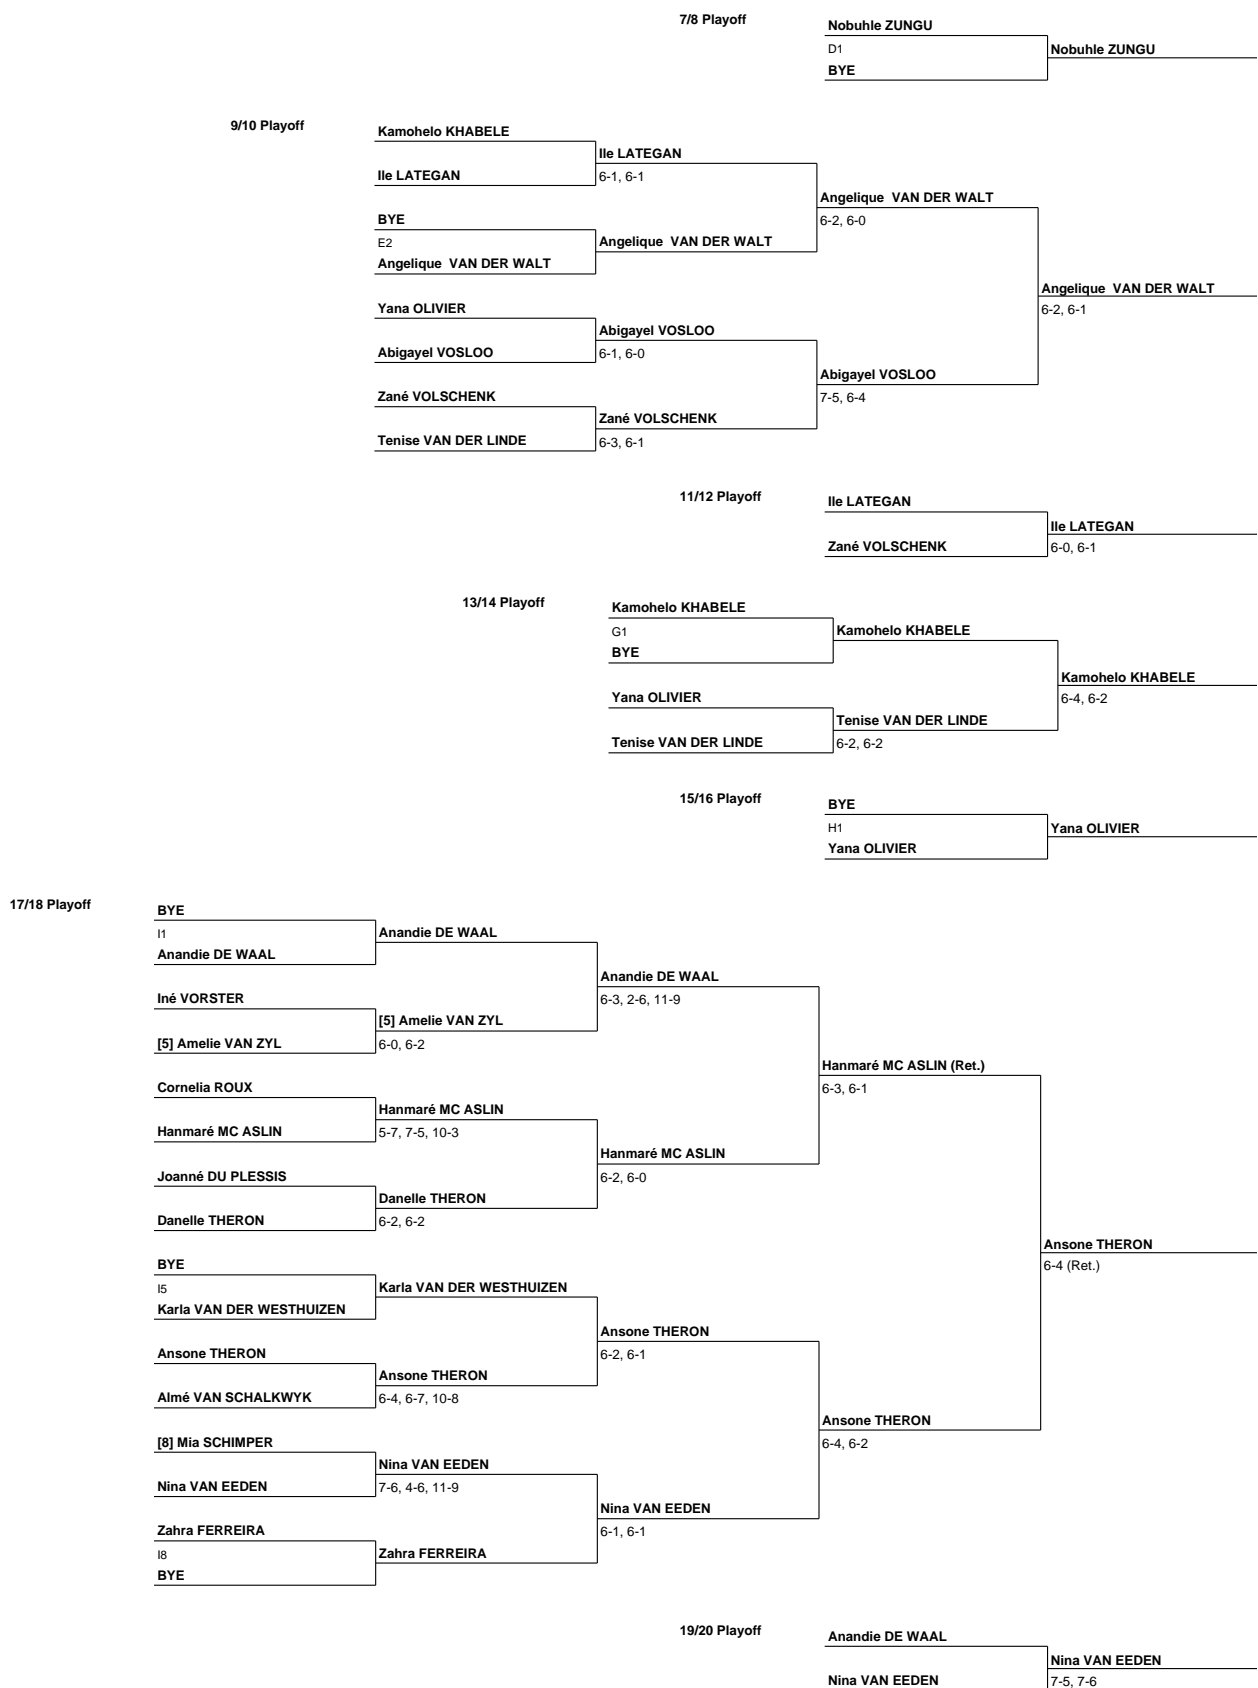 7/8 Playoff
Nobuhle ZUNGU
D1
BYE
Nobuhle ZUNGU
9/10 Playoff
Kamohelo KHABELE
Ile LATEGAN
Ile LATEGAN
6-1, 6-1
BYE
E2
Angelique VAN DER WALT
Angelique VAN DER WALT
Angelique VAN DER WALT
6-2, 6-0
Yana OLIVIER
Abigayel VOSLOO
Abigayel VOSLOO
6-1, 6-0
Zané VOLSCHENK
Tenise VAN DER LINDE
Zané VOLSCHENK
6-3, 6-1
Abigayel VOSLOO
7-5, 6-4
Angelique VAN DER WALT
6-2, 6-1
11/12 Playoff
Ile LATEGAN
Zané VOLSCHENK
Ile LATEGAN
6-0, 6-1
13/14 Playoff
Kamohelo KHABELE
G1
BYE
Kamohelo KHABELE
Yana OLIVIER
Tenise VAN DER LINDE
Tenise VAN DER LINDE
6-2, 6-2
Kamohelo KHABELE
6-4, 6-2
15/16 Playoff
BYE
H1
Yana OLIVIER
Yana OLIVIER
17/18 Playoff
BYE
I1
Anandie DE WAAL
Anandie DE WAAL
Iné VORSTER
[5] Amelie VAN ZYL
[5] Amelie VAN ZYL
6-0, 6-2
Anandie DE WAAL
6-3, 2-6, 11-9
Cornelia ROUX
Hanmaré MC ASLIN
Hanmaré MC ASLIN
5-7, 7-5, 10-3
Joanné DU PLESSIS
Danelle THERON
Danelle THERON
6-2, 6-2
Hanmaré MC ASLIN
6-2, 6-0
Hanmaré MC ASLIN (Ret.)
6-3, 6-1
BYE
I5
Karla VAN DER WESTHUIZEN
Karla VAN DER WESTHUIZEN
Ansone THERON
Almé VAN SCHALKWYK
Ansone THERON
6-4, 6-7, 10-8
Ansone THERON
6-2, 6-1
[8] Mia SCHIMPER
Nina VAN EEDEN
Nina VAN EEDEN
7-6, 4-6, 11-9
Zahra FERREIRA
I8
BYE
Zahra FERREIRA
Nina VAN EEDEN
6-1, 6-1
Ansone THERON
6-4, 6-2
Ansone THERON
6-4 (Ret.)
19/20 Playoff
Anandie DE WAAL
Nina VAN EEDEN
Nina VAN EEDEN
7-5, 7-6